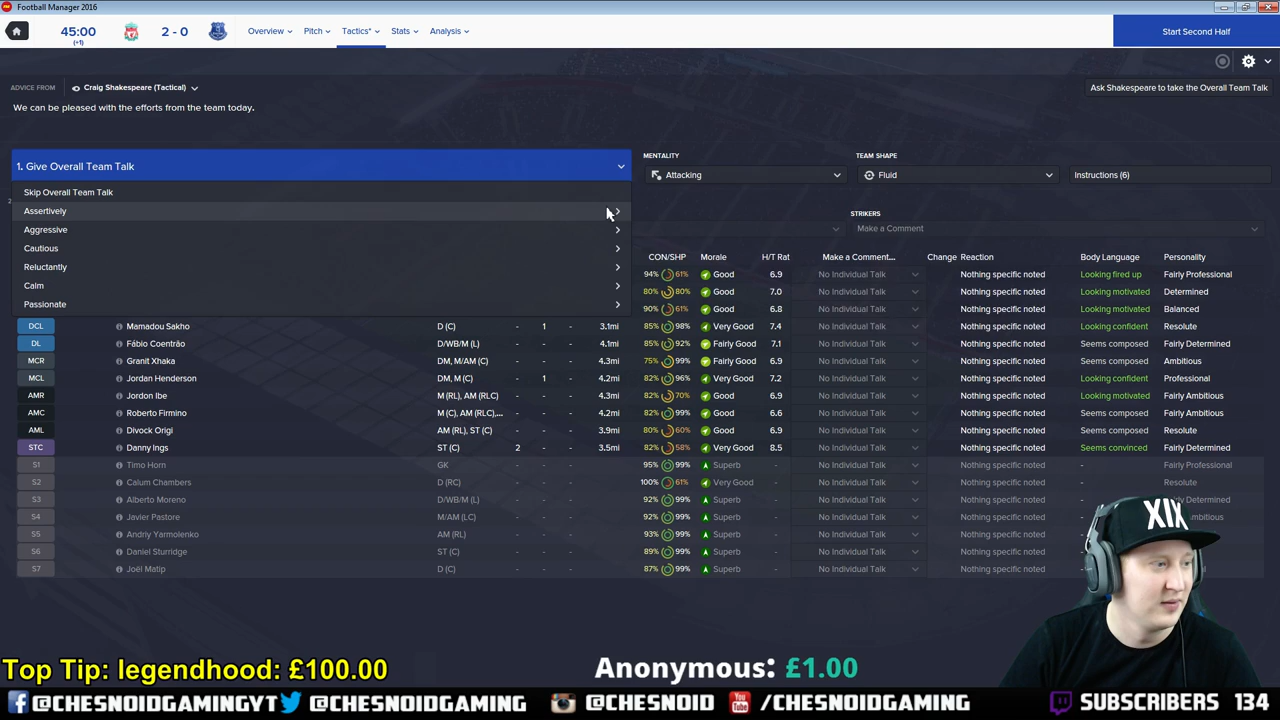 Football Manager 2016
45:00
(+1)
2 - 0
Overview
Pitch
Tactics*
Stats
Analysis
Start Second Half
ADVICE FROM
Craig Shakespeare (Tactical)
Ask Shakespeare to take the Overall Team Talk
We can be pleased with the efforts from the team today.
1. Give Overall Team Talk
MENTALITY
Attacking
TEAM SHAPE
Fluid
Instructions (6)
Skip Overall Team Talk
Assertively
Aggressive
Cautious
Reluctantly
Calm
Passionate
STRIKERS
Make a Comment
CON/SHP Morale H/T Rat Make a Comment... Change Reaction Body Language Personality
94% 61% Good 6.9 No Individual Talk Nothing specific noted Looking fired up Fairly Professional
80% 80% Good 7.0 No Individual Talk Nothing specific noted Looking motivated Determined
90% 61% Good 6.8 No Individual Talk Nothing specific noted Looking motivated Balanced
DCL Mamadou Sakho D (C) - 1 - 3.1mi 85% 98% Very Good 7.4 No Individual Talk Nothing specific noted Looking confident Resolute
DL Fábio Coentrão D/WB/M (L) - - - 4.1mi 85% 92% Fairly Good 7.1 No Individual Talk Nothing specific noted Seems composed Fairly Determined
MCR Granit Xhaka DM, M/AM (C) - - - 4.3mi 75% 99% Fairly Good 6.9 No Individual Talk Nothing specific noted Seems composed Ambitious
MCL Jordan Henderson DM, M (C) - 1 - 4.2mi 82% 96% Very Good 7.2 No Individual Talk Nothing specific noted Looking confident Professional
AMR Jordon Ibe M (RL), AM (RLC) - - - 4.3mi 82% 70% Good 6.9 No Individual Talk Nothing specific noted Looking motivated Fairly Ambitious
AMC Roberto Firmino M (C), AM (RLC),... - - - 4.2mi 82% 99% Good 6.6 No Individual Talk Nothing specific noted Seems composed Fairly Ambitious
AML Divock Origi AM (RL), ST (C) - - - 3.9mi 80% 60% Good 6.9 No Individual Talk Nothing specific noted Seems composed Resolute
STC Danny Ings ST (C) 2 - - 3.5mi 82% 58% Very Good 8.5 No Individual Talk Nothing specific noted Seems convinced Fairly Determined
S1 Timo Horn GK - - - 95% 99% Superb - No Individual Talk Nothing specific noted - Fairly Professional
S2 Calum Chambers D (RC) - - - 100% 61% Very Good - No Individual Talk Nothing specific noted - Resolute
S3 Alberto Moreno D/WB/M (L) - - - 92% 99% Superb - No Individual Talk Nothing specific noted - Fairly Determined
S4 Javier Pastore M/AM (LC) - - - 92% 99% Superb - No Individual Talk Nothing specific noted
S5 Andriy Yarmolenko AM (RL) - - - 93% 99% Superb - No Individual Talk Nothing specific noted
S6 Daniel Sturridge ST (C) - - - 89% 99% Superb - No Individual Talk Nothing specific noted
S7 Joël Matip D (C) - - - 87% 99% Superb - No Individual Talk Nothing specific noted
XIX
Top Tip: legendhood: £100.00
Anonymous: £1.00
@CHESNOIDGAMINGYT @CHESNOIDGAMING @CHESNOIDGAMING You Tube /CHESNOIDGAMING SUBSCRIBERS 134